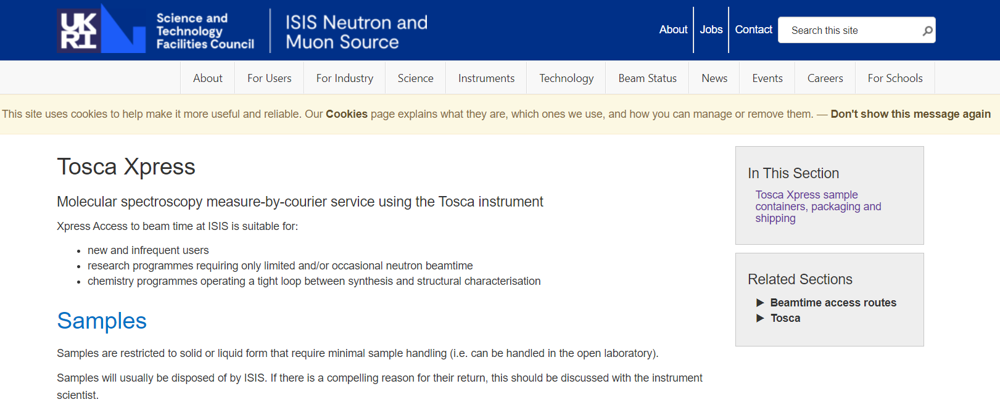 UK
RI
Science and
Technology
Facilities Council
ISIS Neutron and
Muon Source
About
Jobs
Contact
Search this site
About
For Users
For Industry
Science
Instruments
Technology
Beam Status
News
Events
Careers
For Schools
This site uses cookies to help make it more useful and reliable. Our Cookies page explains what they are, which ones we use, and how you can manage or remove them. — Don't show this message again
Tosca Xpress
Molecular spectroscopy measure-by-courier service using the Tosca instrument
Xpress Access to beam time at ISIS is suitable for:
• new and infrequent users
• research programmes requiring only limited and/or occasional neutron beamtime
• chemistry programmes operating a tight loop between synthesis and structural characterisation
Samples
Samples are restricted to solid or liquid form that require minimal sample handling (i.e. can be handled in the open laboratory).
Samples will usually be disposed of by ISIS. If there is a compelling reason for their return, this should be discussed with the instrument
scientist.
In This Section
Tosca Xpress sample
containers, packaging and
shipping
Related Sections
Beamtime access routes
Tosca